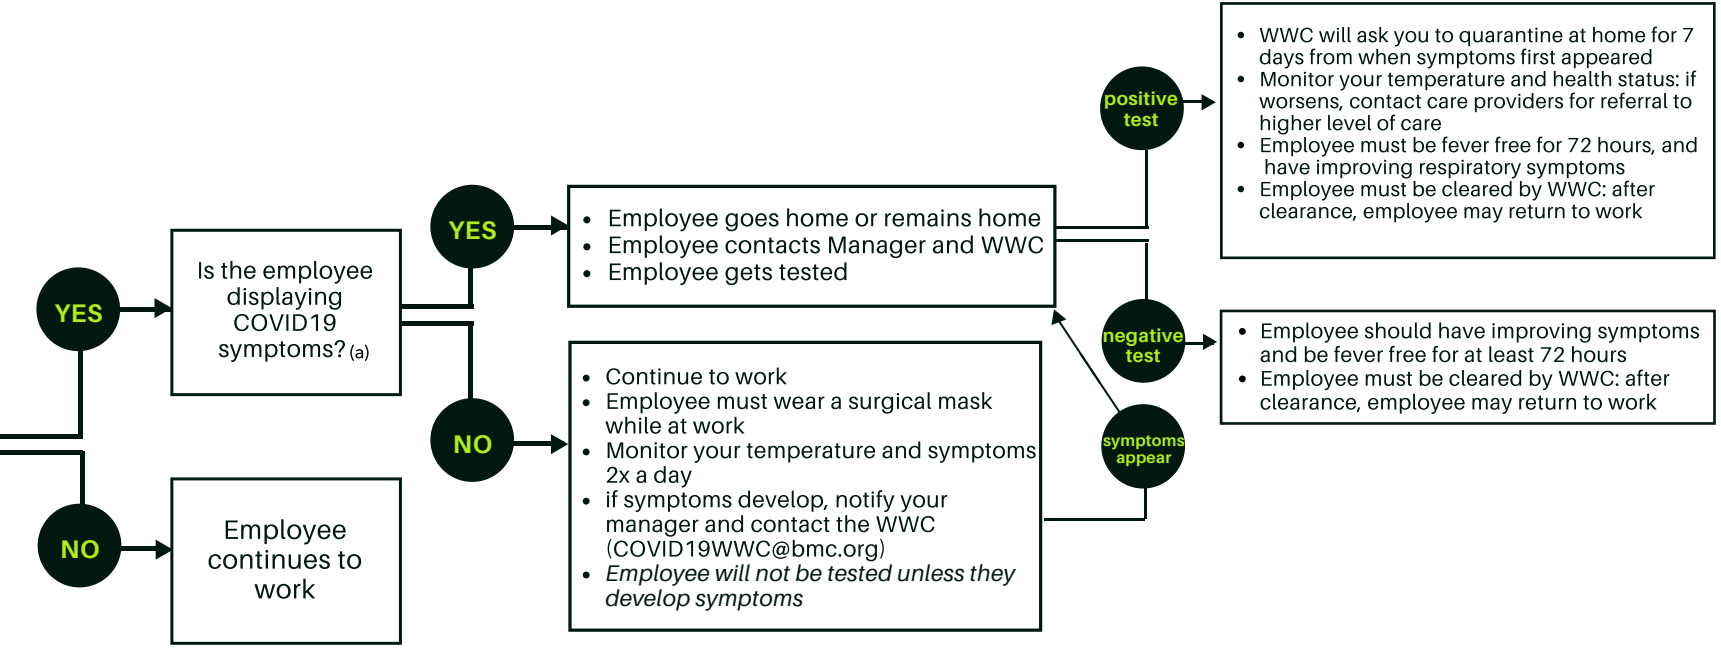 YES
Is the employee
displaying
COVID19
symptoms? (a)
NO
Employee
continues to
work
YES
• Employee goes home or remains home
• Employee contacts Manager and WWC
• Employee gets tested
NO
• Continue to work
• Employee must wear a surgical mask
while at work
• Monitor your temperature and symptoms
2x a day
• if symptoms develop, notify your
manager and contact the WWC
(COVID19WWC@bmc.org)
• Employee will not be tested unless they
develop symptoms
symptoms
appear
positive
test
• WWC will ask you to quarantine at home for 7
days from when symptoms first appeared
• Monitor your temperature and health status: if
worsens, contact care providers for referral to
higher level of care
• Employee must be fever free for 72 hours, and
have improving respiratory symptoms
• Employee must be cleared by WWC: after
clearance, employee may return to work
negative
test
• Employee should have improving symptoms
and be fever free for at least 72 hours
• Employee must be cleared by WWC: after
clearance, employee may return to work